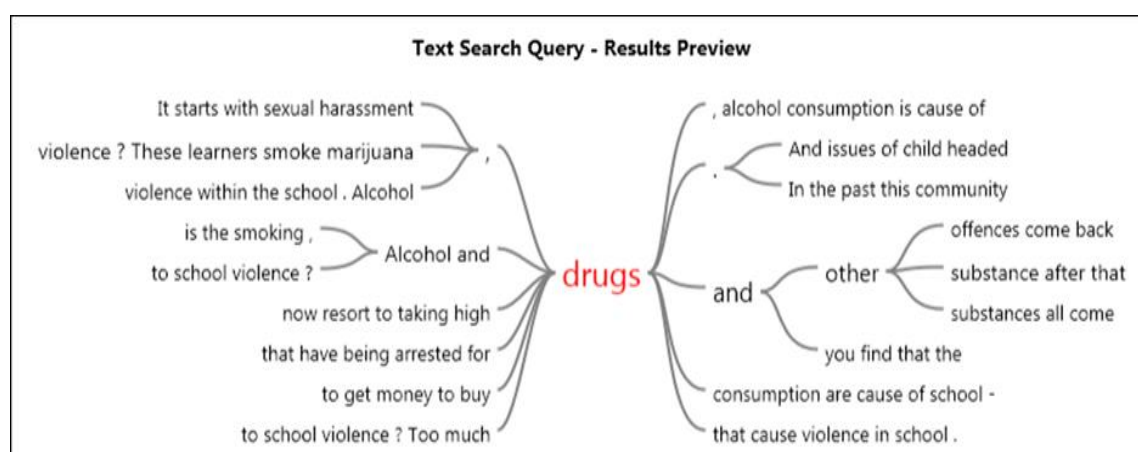 Text Search Query - Results Preview
It starts with sexual harassment
violence ? These learners smoke marijuana
violence within the school . Alcohol
,
is the smoking ,
to school violence ?
Alcohol and
now resort to taking high
that have being arrested for
to get money to buy
to school violence ? Too much
drugs
, alcohol consumption is cause of
.
And issues of child headed
In the past this community
and
other
offences come back
substance after that
substances all come
you find that the
consumption are cause of school -
that cause violence in school .